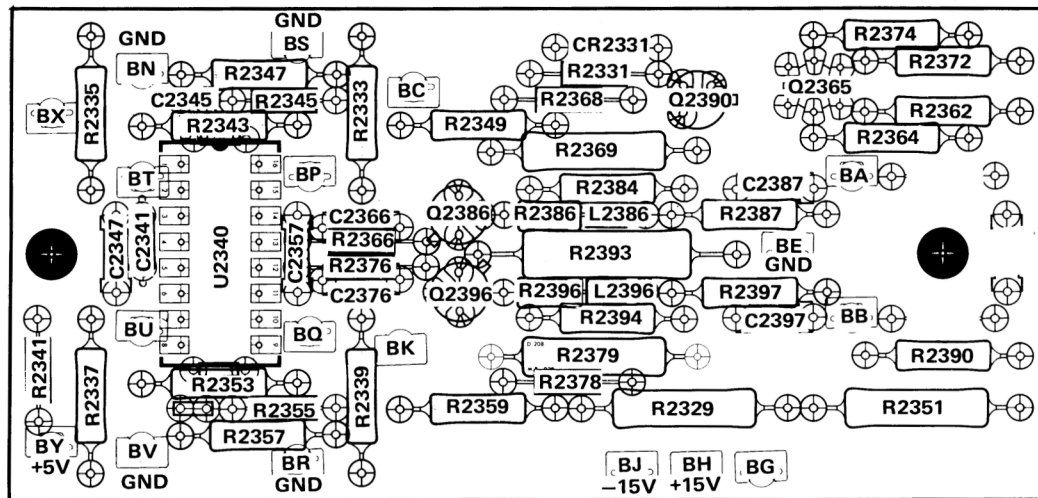 GND
GND
BS
BN
CR2331
R2374
R2372
R2347
R2331
BX
R2335
C2345
R2345
R2333
BC
R2368
Q2390
Q2365
R2343
R2349
R2362
R2364
R2369
BT
BP
R2384
C2387
BA
C2347
C2341
U2340
C2357
C2366
Q2386
R2386
L2386
R2387
R2366
R2393
BE
GND
R2376
C2376
Q2396
R2396
L2396
R2397
BU
BQ
R2394
C2397
BB
BK
R2341
R2337
R2353
R2339
R2379
R2390
R2378
R2355
R2359
R2329
R2351
BY
+5V
BV
GND
R2357
BR
GND
BJ
−15V
BH
+15V
BG